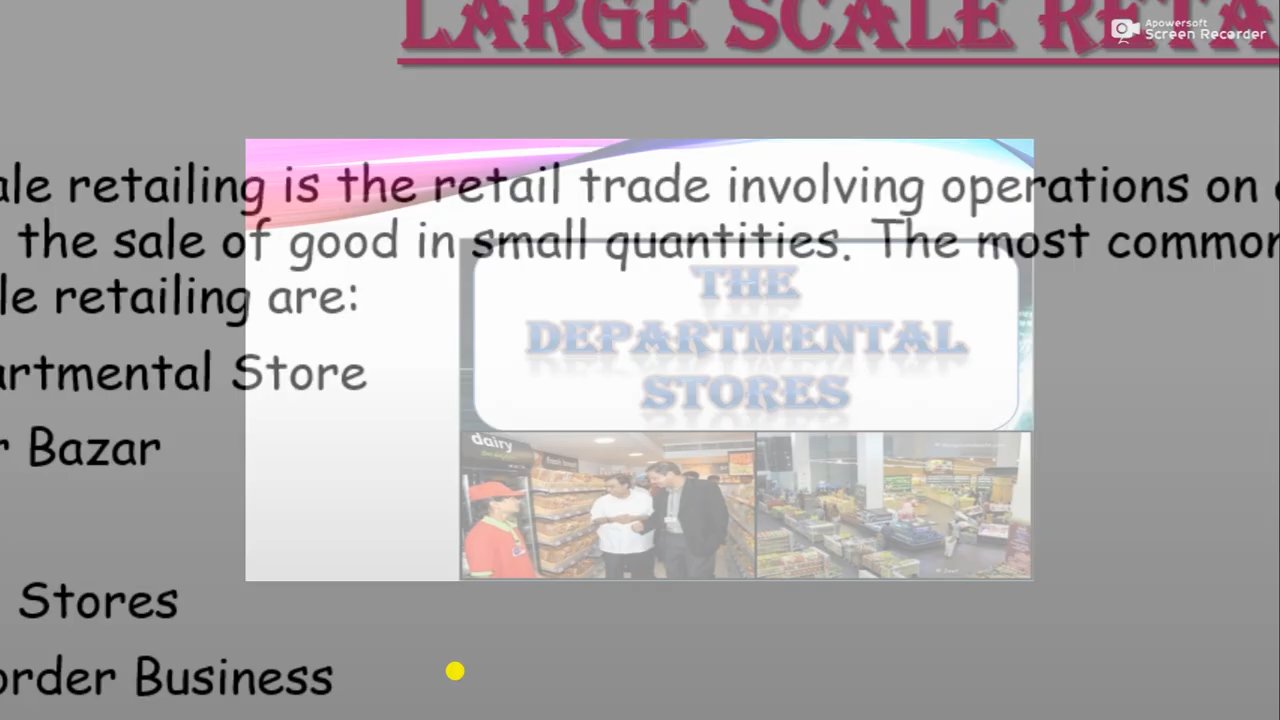 LARGE SCALE RETA
Apowersoft
Screen Recorder
ale retailing is the retail trade involving operations on
the sale of good in small quantities. The most common
le retailing are:
artmental Store
r Bazar
Stores
order Business
THE
DEPARTMENTAL
STORES
dairy